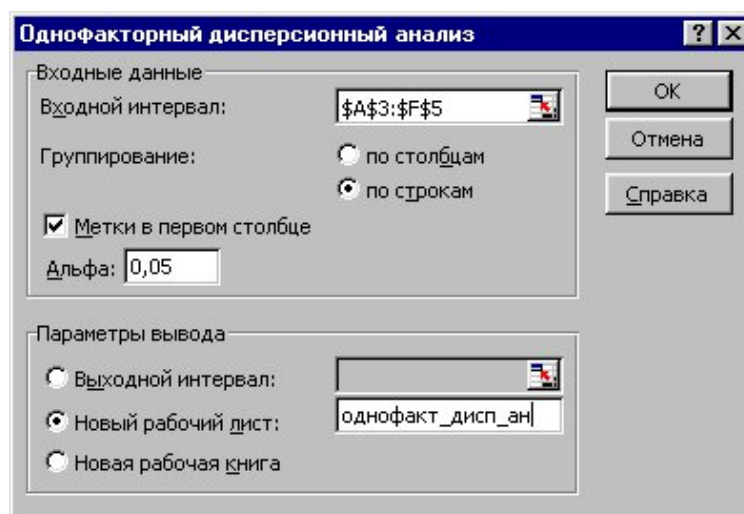 Однофакторный дисперсионный анализ
Входные данные
Входной интервал: $A$3:$F$5
Группирование: по столбцам
по строкам
Метки в первом столбце
Альфа: 0,05
Параметры вывода
Выходной интервал:
Новый рабочий лист: однофакт_дисп_ан
Новая рабочая книга
ОК
Отмена
Справка